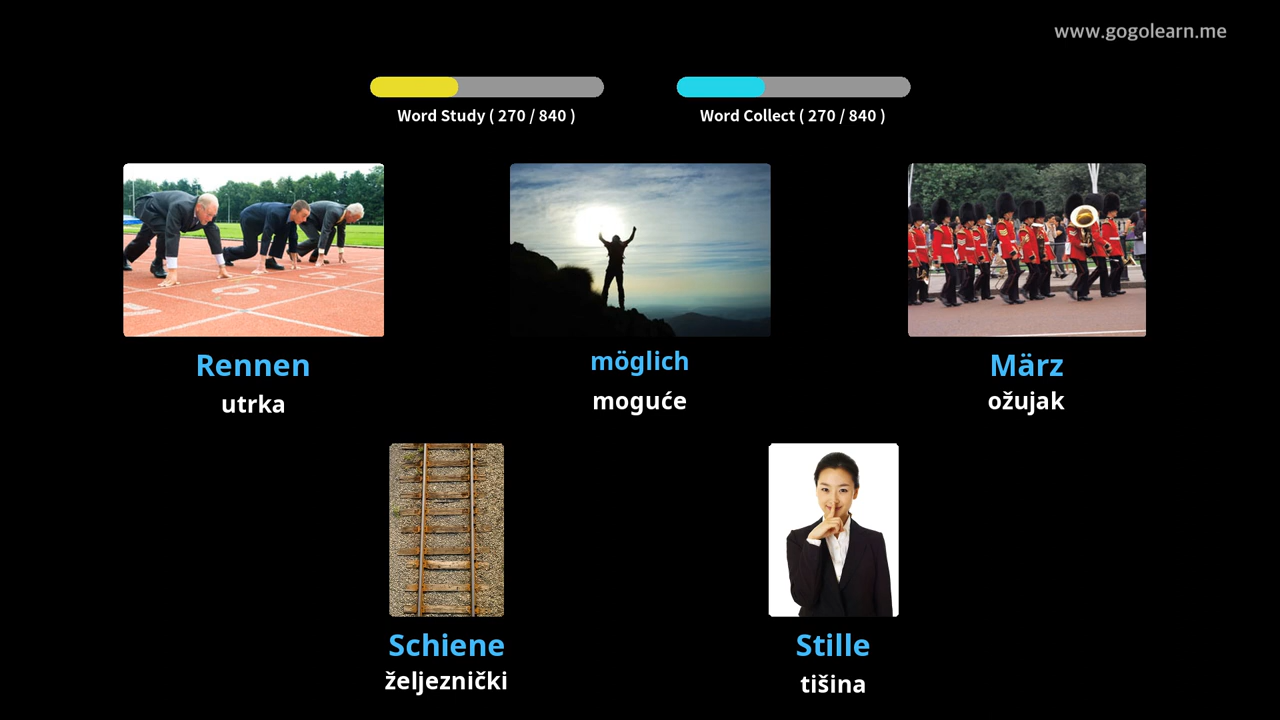 www.gogolearn.me
Word Study ( 270 / 840 )
Word Collect ( 270 / 840 )
Rennen
utrka
möglich
moguće
März
ožujak
Schiene
željeznički
Stille
tišina